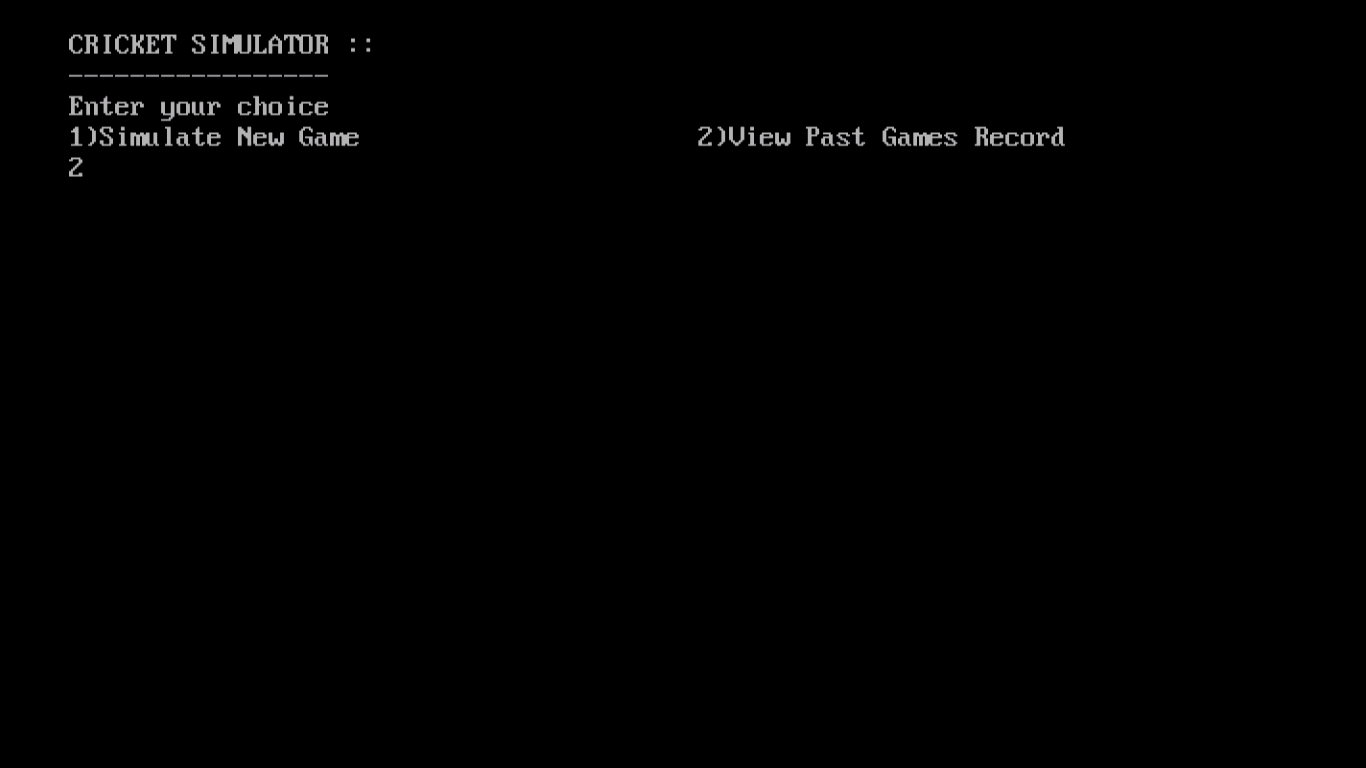 CRICKET SIMULATOR ::
-----------------
Enter your choice
1)Simulate New Game 2)View Past Games Record
2